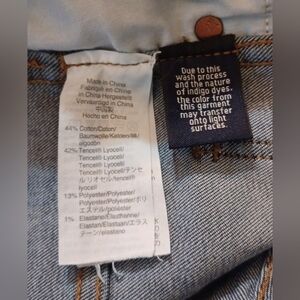 Made in China
Fabriqué en Chine
in China Hergestellt
Vervaardigd in China
中国製
Hecho en China
44% Cotton/Coton/
Baumwolle/Katoen/綿/
algodon
42% Tencel® Lyocell/
Tencel® Lyocell/
Tencel® Lyocell/
Tencel® Lyocell/テンセ
ル リオセル/tencel®
lyocell
13% Polyester/Polyester/
Polyester/Polyester/ポリ
エステル/poliéster
1% Elastane/Elasthanne/
Elastan/Elastaan/エラス
テーン/elastano
Due to this
wash process
and the nature
of indigo dyes.
the color from
this garment
may transfer
onto light
surfaces.